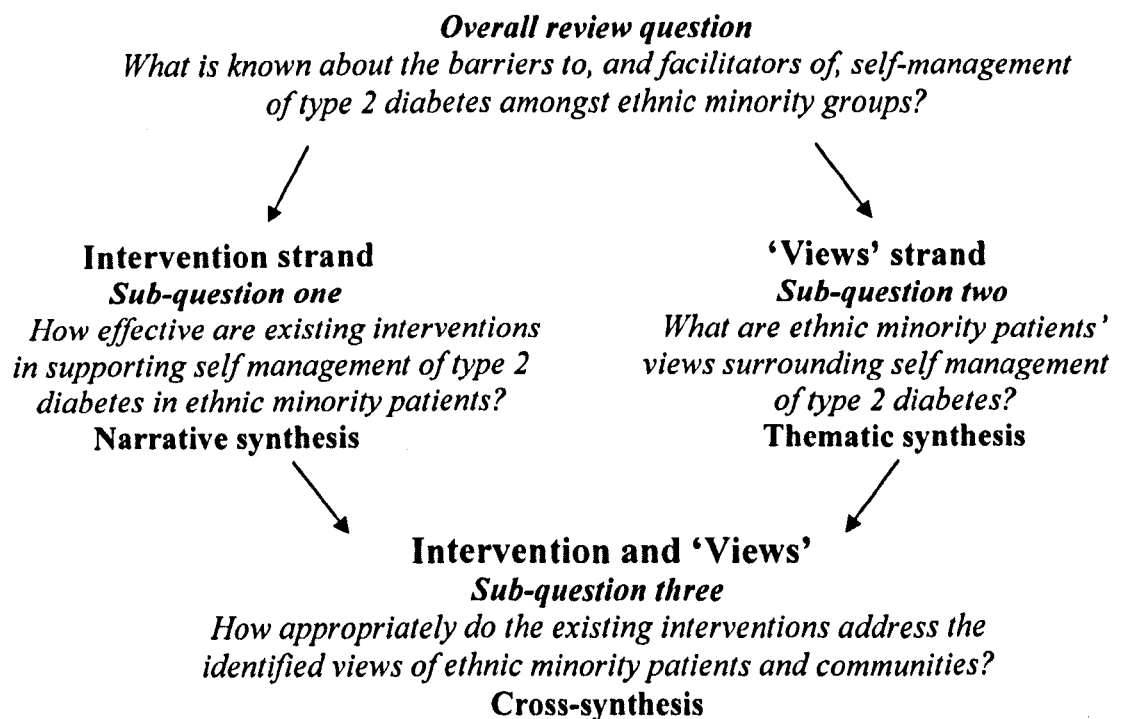 Overall review question
What is known about the barriers to, and facilitators of, self-management
of type 2 diabetes amongst ethnic minority groups?
Intervention strand
Sub-question one
How effective are existing interventions
in supporting self management of type 2
diabetes in ethnic minority patients?
Narrative synthesis
‘Views’ strand
Sub-question two
What are ethnic minority patients’
views surrounding self management
of type 2 diabetes?
Thematic synthesis
Intervention and ‘Views’
Sub-question three
How appropriately do the existing interventions address the
identified views of ethnic minority patients and communities?
Cross-synthesis